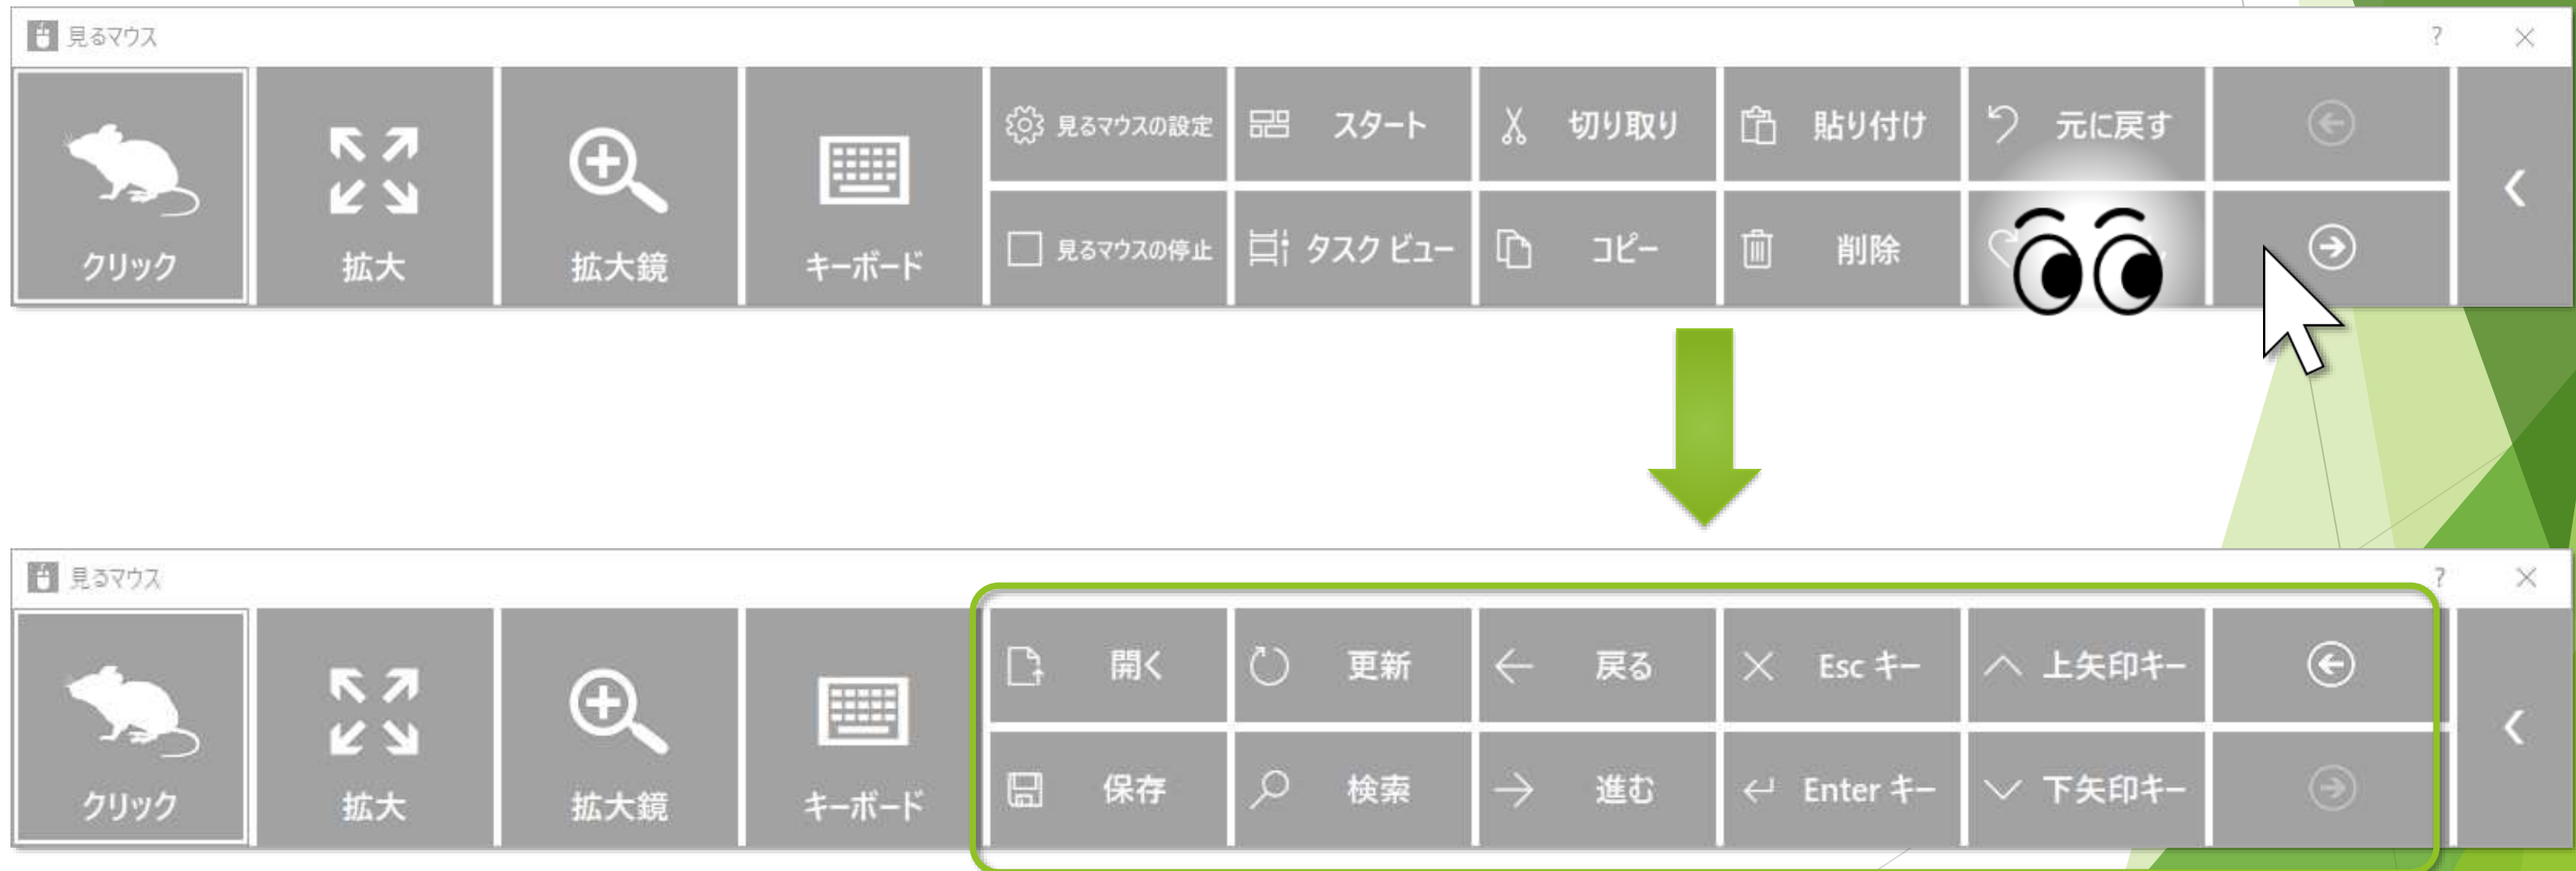 見るマウス ?
見るマウスの設定 スタート 切り取り 貼り付け 元に戻す
クリック 拡大 拡大鏡 キーボード 見るマウスの停止 タスク ビュー コピー 削除
見るマウス ?
開く 更新 戻る Esc キー 上矢印キー
クリック 拡大 拡大鏡 キーボード 保存 検索 進む Enter キー 下矢印キー